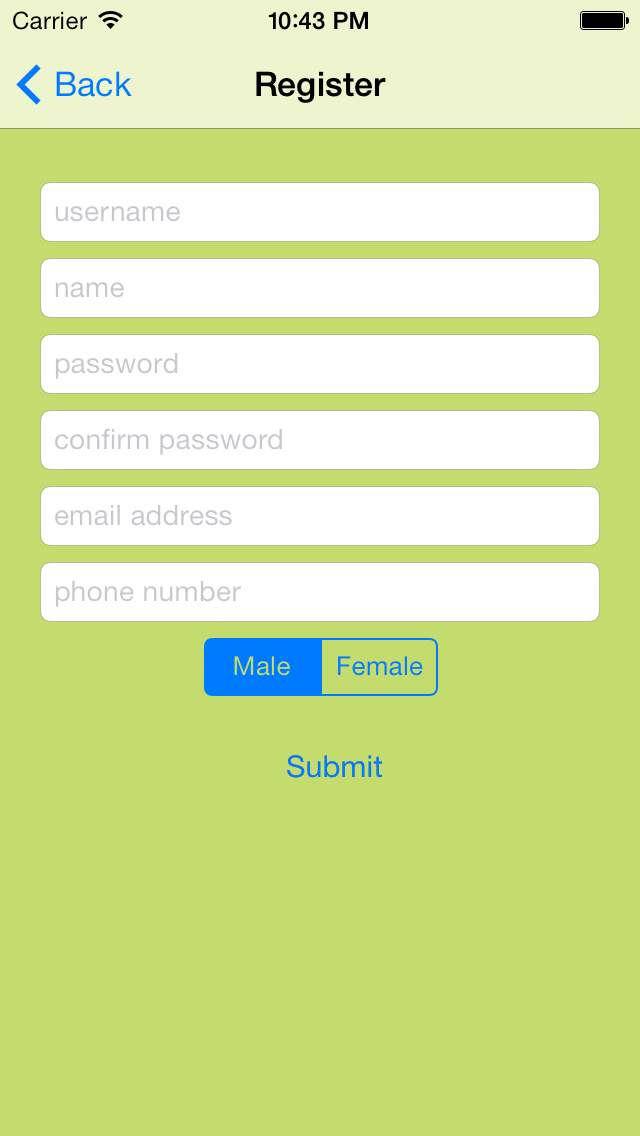 Carrier 10:43 PM
Back Register
username
name
password
confirm password
email address
phone number
Male Female
Submit